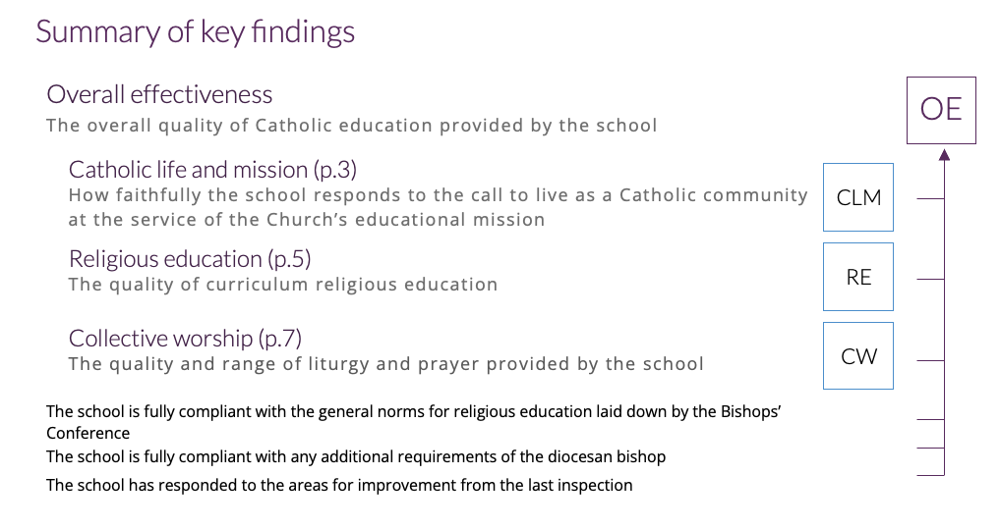 Summary of key findings
Overall effectiveness
OE
The overall quality of Catholic education provided by the school
Catholic life and mission (p.3)
How faithfully the school responds to the call to live as a Catholic community
at the service of the Church’s educational mission
CLM
Religious education (p.5)
The quality of curriculum religious education
RE
Collective worship (p.7)
The quality and range of liturgy and prayer provided by the school
CW
The school is fully compliant with the general norms for religious education laid down by the Bishops’
Conference
The school is fully compliant with any additional requirements of the diocesan bishop
The school has responded to the areas for improvement from the last inspection